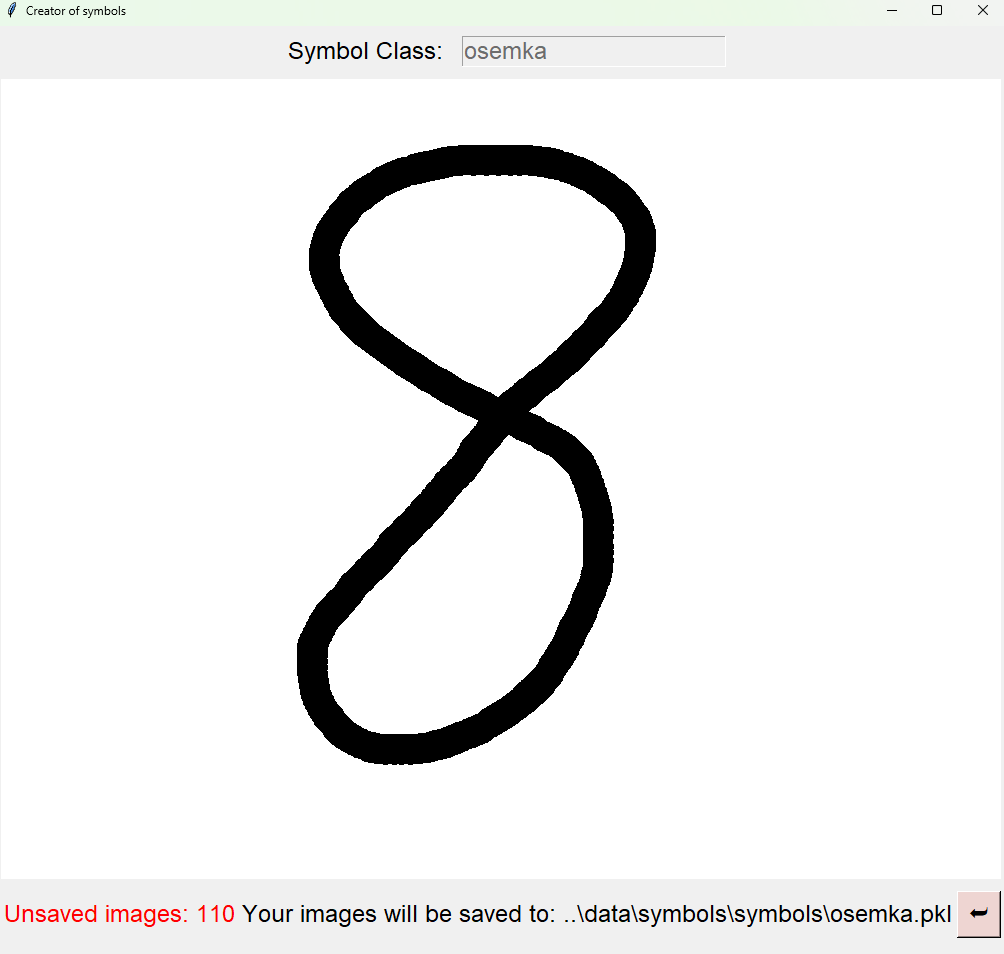 Creator of symbols
Symbol Class: osemka
8
Unsaved images: 110 Your images will be saved to: ..\data\symbols\symbols\osemka.pkl